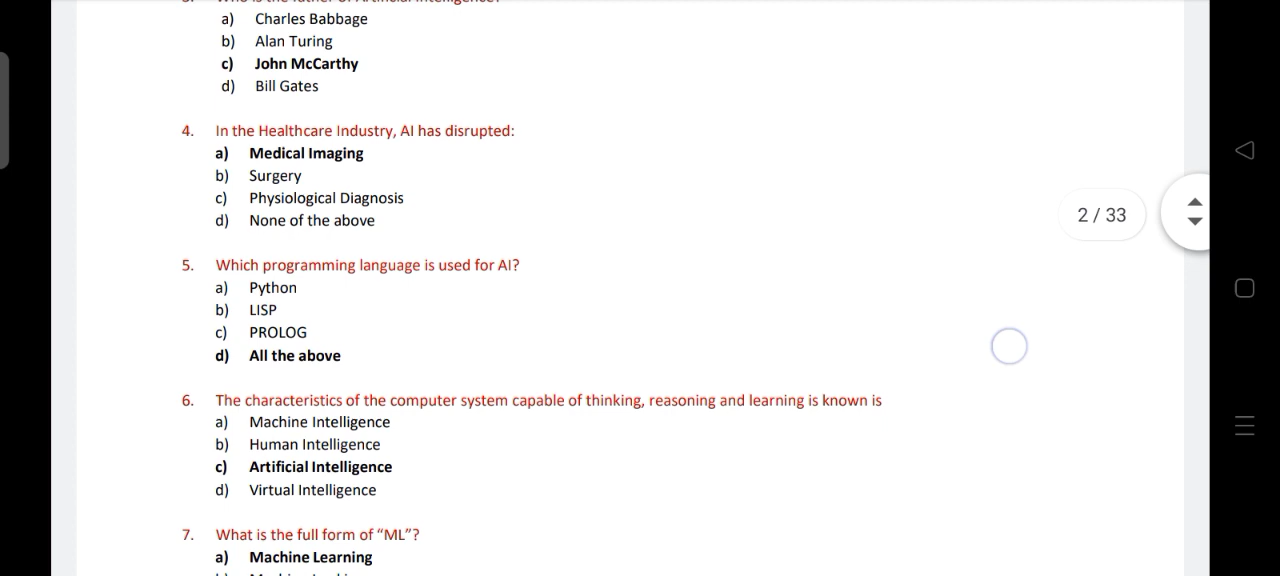 a) Charles Babbage
b) Alan Turing
c) John McCarthy
d) Bill Gates
4. In the Healthcare Industry, AI has disrupted:
a) Medical Imaging
b) Surgery
c) Physiological Diagnosis
d) None of the above
2 / 33
5. Which programming language is used for AI?
a) Python
b) LISP
c) PROLOG
d) All the above
6. The characteristics of the computer system capable of thinking, reasoning and learning is known is
a) Machine Intelligence
b) Human Intelligence
c) Artificial Intelligence
d) Virtual Intelligence
7. What is the full form of “ML”?
a) Machine Learning